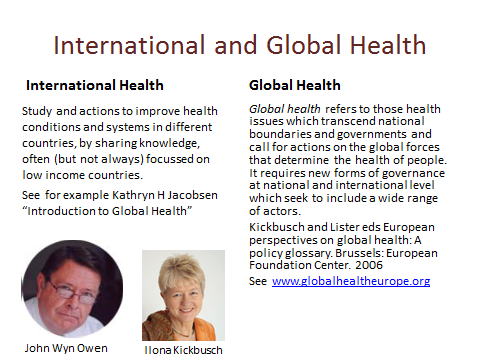 International and Global Health
International Health
Study and actions to improve health
conditions and systems in different
countries, by sharing knowledge,
often (but not always) focussed on
low income countries.
See for example Kathryn H Jacobsen
“Introduction to Global Health”
Global Health
Global health refers to those health
issues which transcend national
boundaries and governments and
call for actions on the global forces
that determine the health of people.
It requires new forms of governance
at national and international level
which seek to include a wide range
of actors.
Kickbusch and Lister eds European
perspectives on global health: A
policy glossary. Brussels: European
Foundation Center. 2006
See www.globalhealtheurope.org
John Wyn Owen
Ilona Kickbusch